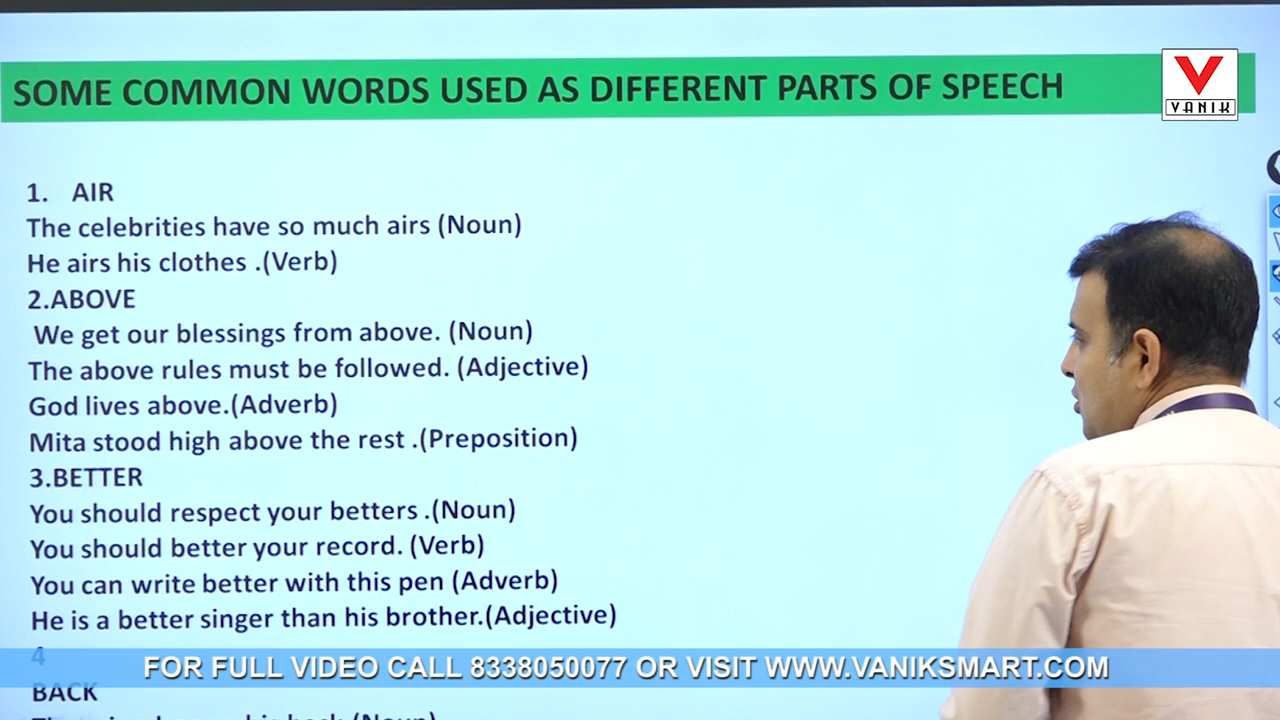 SOME COMMON WORDS USED AS DIFFERENT PARTS OF SPEECH
VANIK
1. AIR
The celebrities have so much airs (Noun)
He airs his clothes .(Verb)
2.ABOVE
We get our blessings from above. (Noun)
The above rules must be followed. (Adjective)
God lives above.(Adverb)
Mita stood high above the rest .(Preposition)
3.BETTER
You should respect your betters .(Noun)
You should better your record. (Verb)
You can write better with this pen (Adverb)
He is a better singer than his brother.(Adjective)
4
FOR FULL VIDEO CALL 8338050077 OR VISIT WWW.VANIKSMART.COM
BACK
his back (Noun)